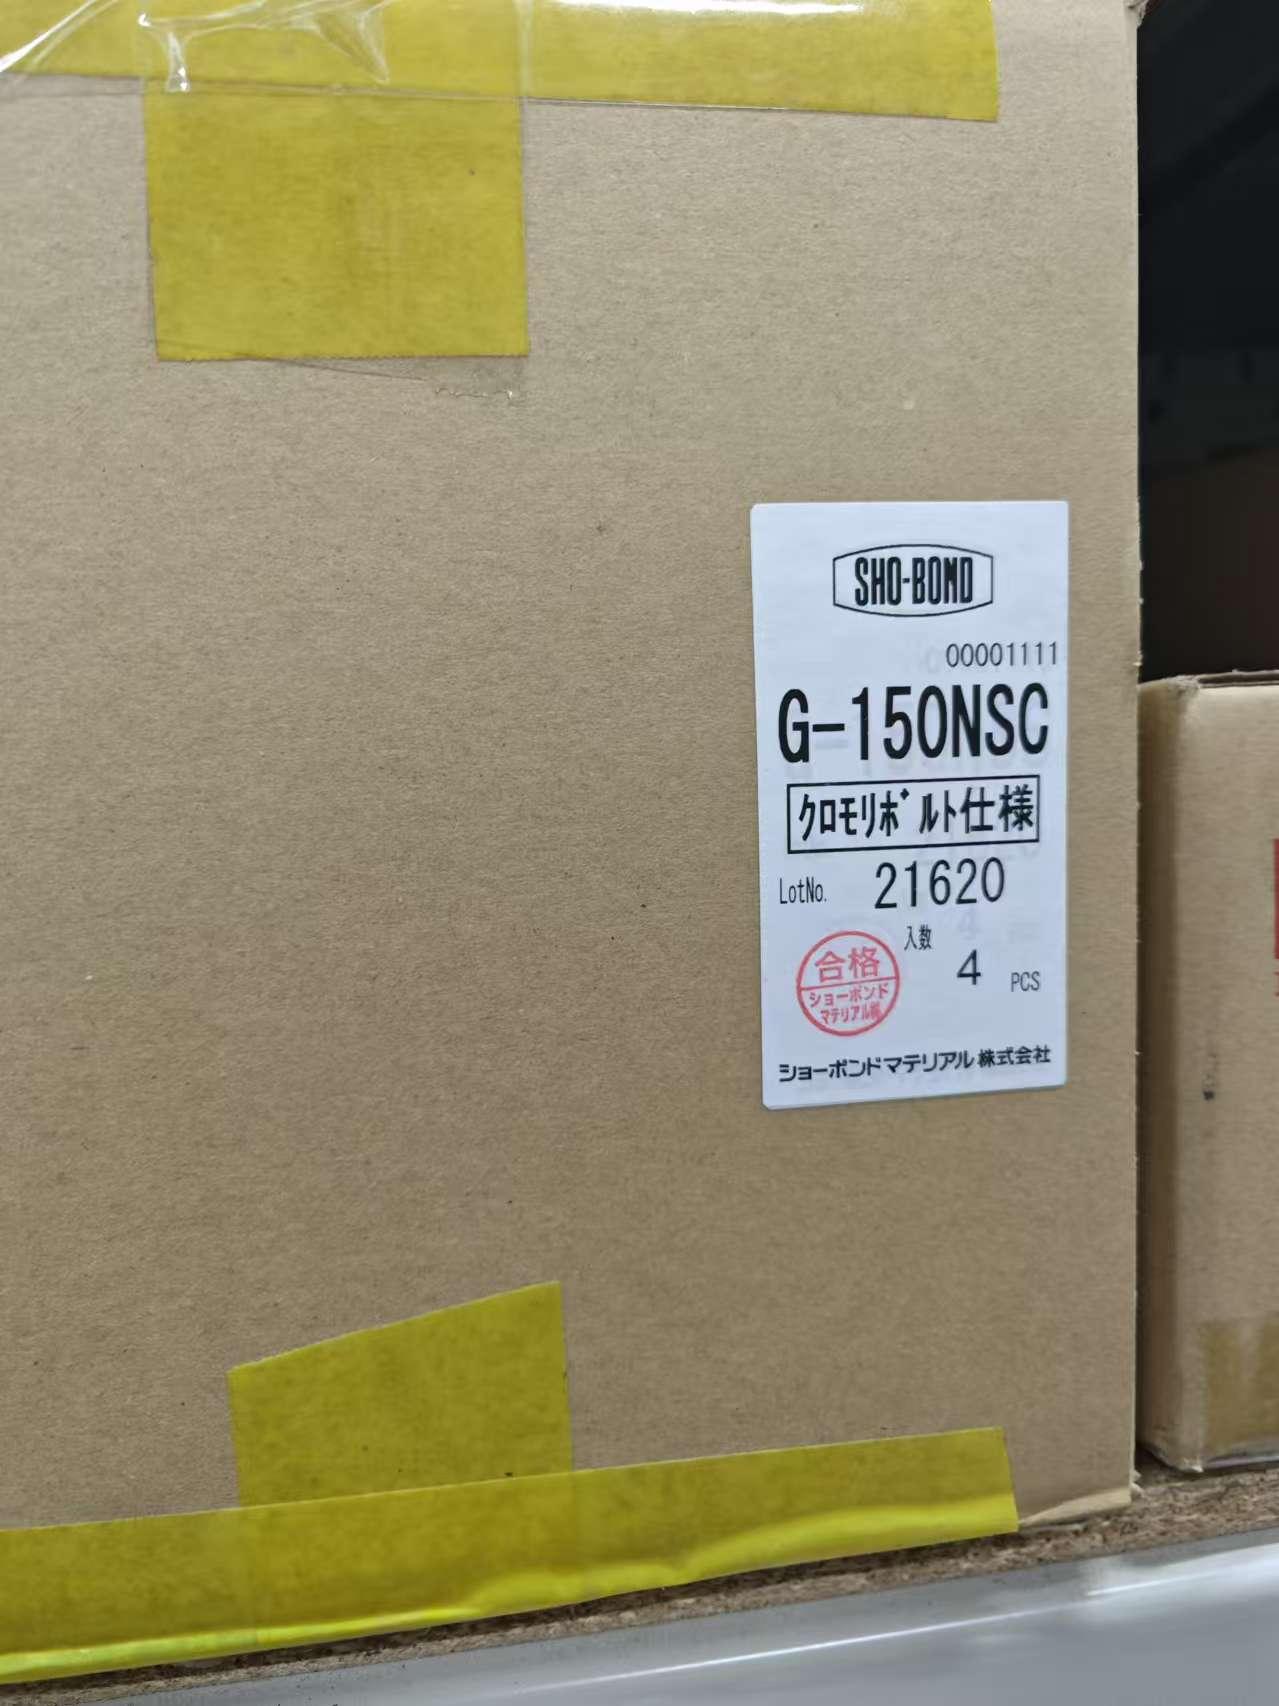 SHO-BOND
00001111
G-150NSC
クロモリボルト仕様
LotNo. 21620
入数
4 PCS
合格
ショーボンド
マテリアル㈱
ショーボンドマテリアル株式会社